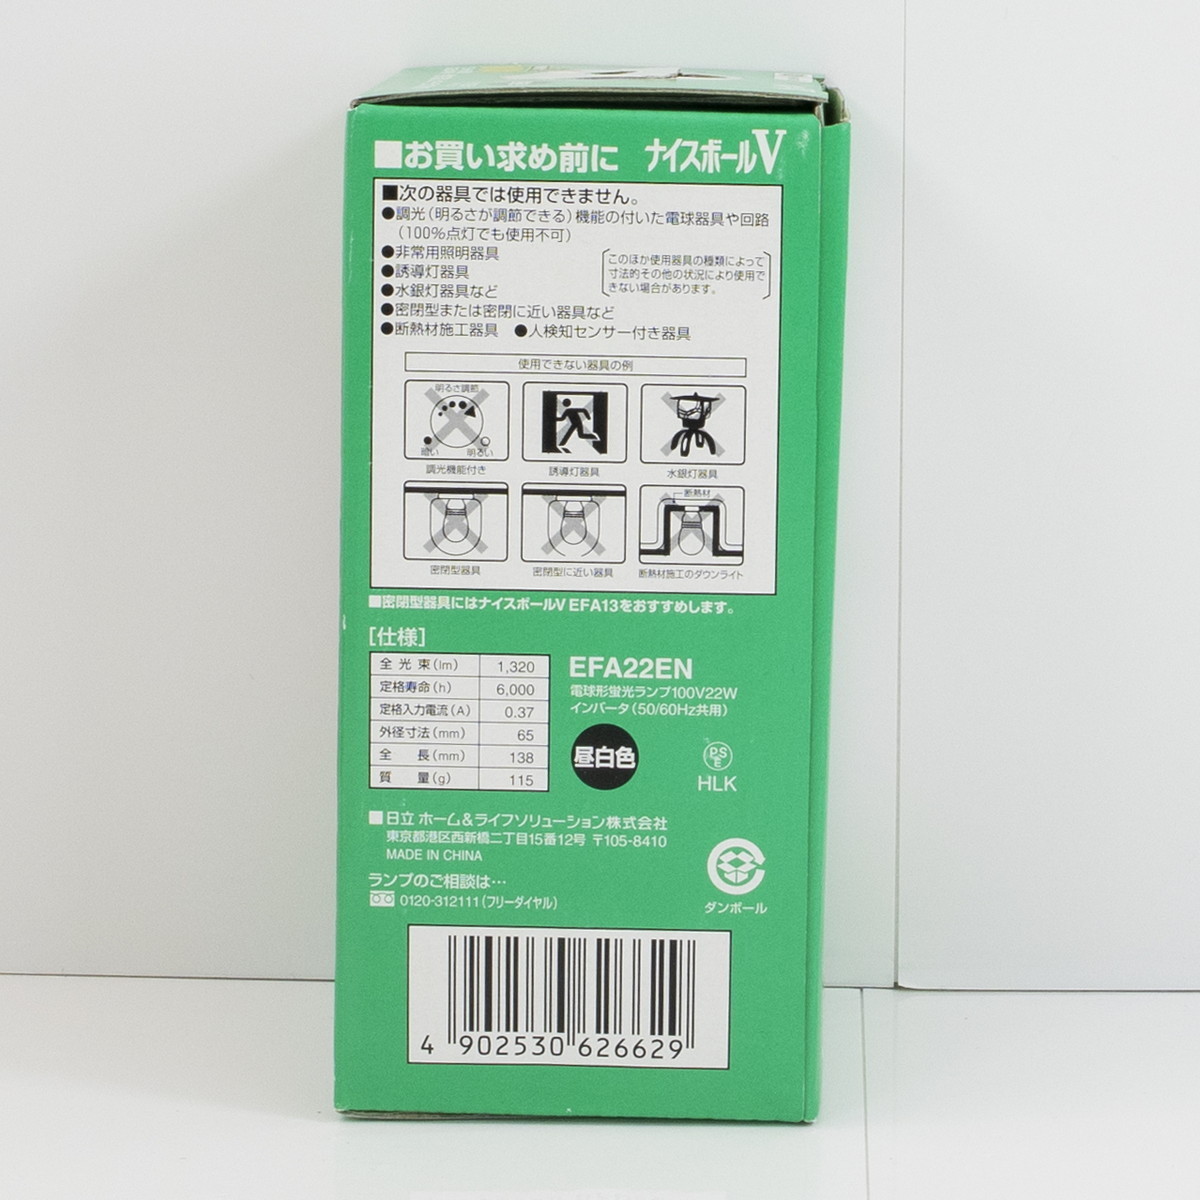 ■お買い求め前に ナイスボールV
■次の器具では使用できません。
●調光(明るさが調節できる)機能の付いた電球器具や回路
(100%点灯でも使用不可)
●非常用照明器具
●誘導灯器具
●水銀灯器具など
このほか使用器具の種類によって
寸法的その他の状況により使用で
きない場合があります。
●密閉型または密閉に近い器具など
●断熱材施工器具 ●人検知センサー付き器具
使用できない器具の例
明るさ調節
暗い 明るい
調光機能付き
誘導灯器具
水銀灯器具
断熱材
密閉型器具
密閉型に近い器具
断熱材施工のダウンライト
■密閉型器具にはナイスボールV EFA13をおすすめします。
[仕様]
全光束(lm) 1,320
定格寿命(h) 6,000
定格入力電流(A) 0.37
外径寸法(mm) 65
全長(mm) 138
質量(g) 115
EFA22EN
電球形蛍光ランプ100V22W
インバータ(50/60Hz共用)
昼白色
PS
E
HLK
■日立 ホーム&ライフソリューション株式会社
東京都港区西新橋二丁目15番12号 〒105-8410
MADE IN CHINA
ランプのご相談は…
0120-312111(フリーダイヤル)
ダンボール
4 902530 626629